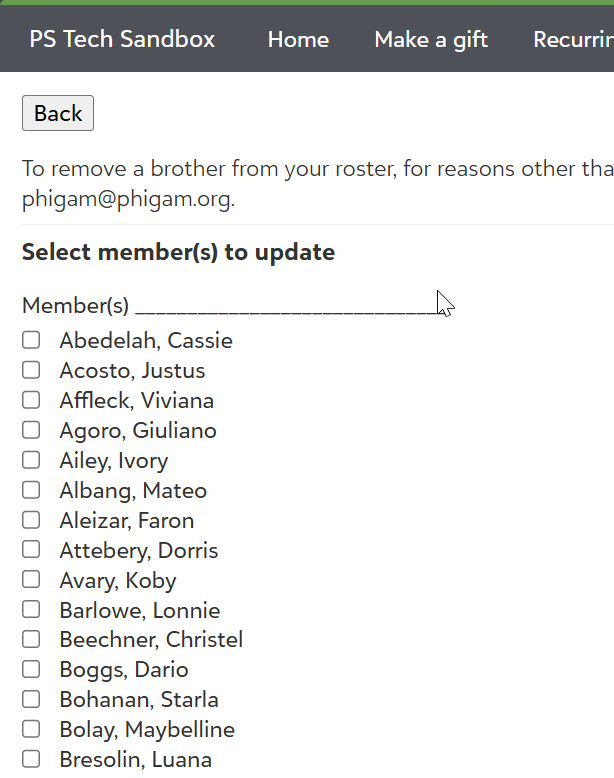 PS Tech Sandbox Home Make a gift
Back
To remove a brother from your roster, for reasons other
phigam@phigam.org.
Select member(s) to update
Member(s) ______________________________
Abedelah, Cassie
Acosto, Justus
Affleck, Viviana
Agoro, Giuliano
Ailey, Ivory
Albang, Mateo
Aleizar, Faron
Attebery, Dorris
Avary, Koby
Barlowe, Lonnie
Beechner, Christel
Boggs, Dario
Bohanan, Starla
Bolay, Maybelline
Bresolin, Luana